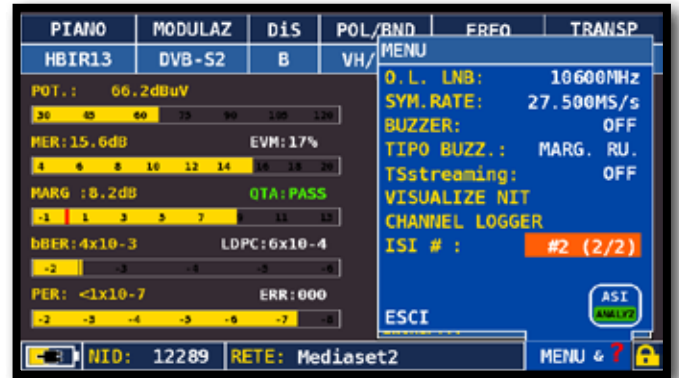 PIANO MODULAZ DiS POL/BND FREQ TRANSP
HBIR13 DVB-S2 B VH/
MENU
POT.: 66.2dBuV
30 45 60 75 90 105 120
MER:15.6dB EVM:17%
4 6 8 10 12 14 16 18 20
MARG :8.2dB QTA:PASS
-1 1 3 5 7 9 11 13
bBER:4x10-3 LDPC:6x10-4
-2 -3 -4 -5 -6
PER: <1x10-7 ERR:000
-2 -3 -4 -5 -6 -7 -8
O.L. LNB: 10600MHz
SYM.RATE: 27.500MS/s
BUZZER: OFF
TIPO BUZZ.: MARG. RU.
TSstreaming: OFF
VISUALIZE NIT
CHANNEL LOGGER
ISI # : #2 (2/2)
ASI
ANALYZ
ESCI
NID: 12289 RETE: Mediaset2 MENU & ?